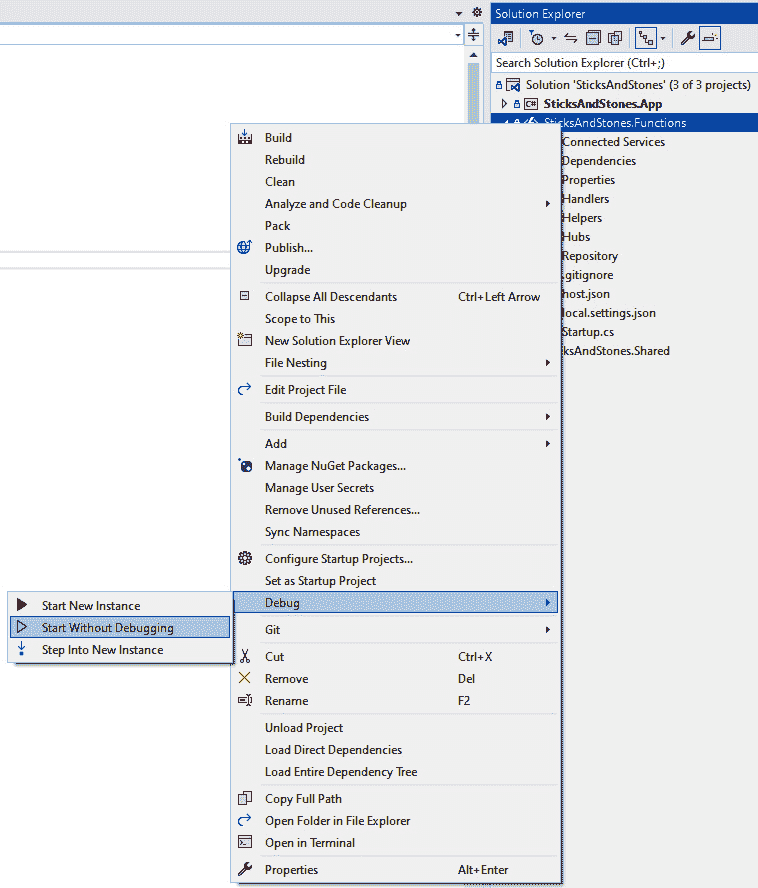 Solution Explorer
Search Solution Explorer (Ctrl+;)
Solution 'SticksAndStones' (3 of 3 projects)
C# SticksAndStones.App
SticksAndStones.Functions
Connected Services
Dependencies
Properties
Handlers
Helpers
Hubs
Repository
.gitignore
host.json
local.settings.json
Startup.cs
ksAndStones.Shared
Build
Rebuild
Clean
Analyze and Code Cleanup
Pack
Publish...
Upgrade
Collapse All Descendants Ctrl+Left Arrow
Scope to This
New Solution Explorer View
File Nesting
Edit Project File
Build Dependencies
Add
Manage NuGet Packages...
Manage User Secrets
Remove Unused References...
Sync Namespaces
Configure Startup Projects...
Set as Startup Project
Debug
Start New Instance
Start Without Debugging
Step Into New Instance
Git
Cut Ctrl+X
Remove Del
Rename F2
Unload Project
Load Direct Dependencies
Load Entire Dependency Tree
Copy Full Path
Open Folder in File Explorer
Open in Terminal
Properties Alt+Enter